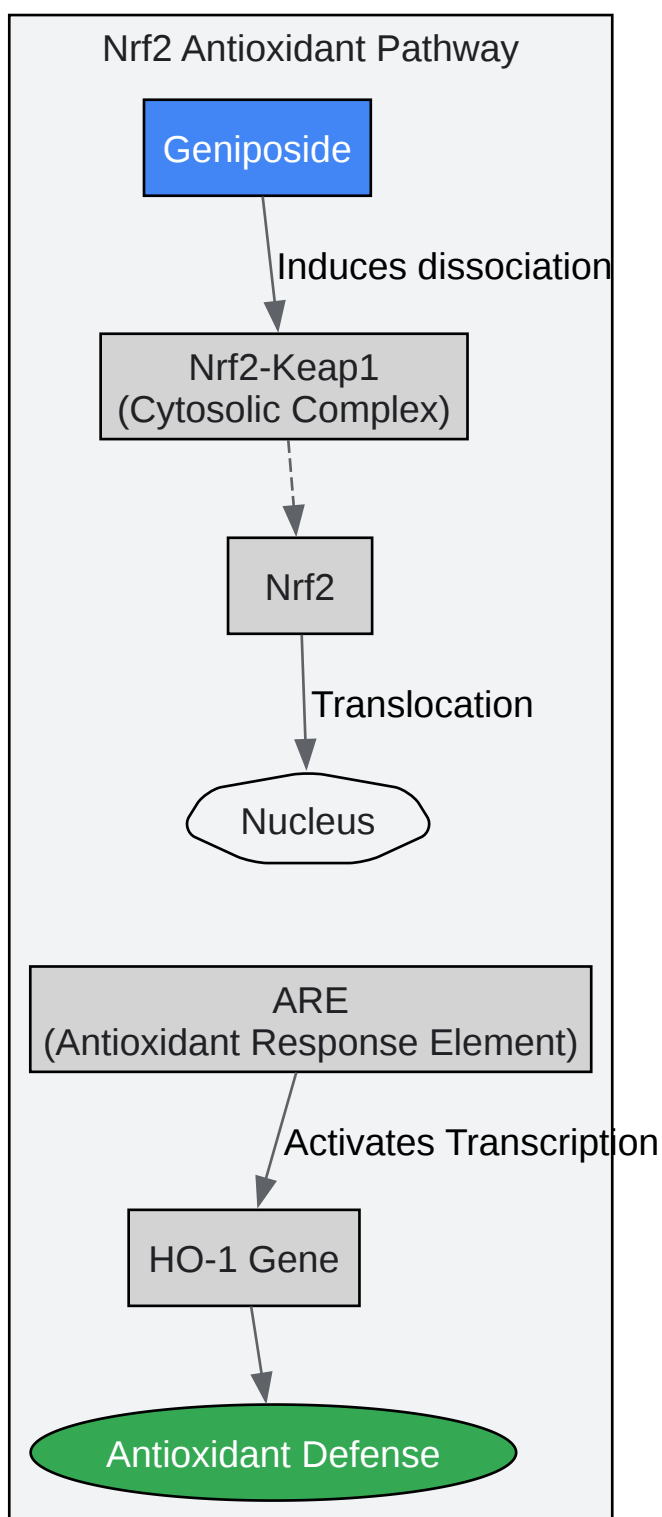 Nrf2 Antioxidant Pathway
Geniposide
Induces dissociation
Nrf2-Keap1
(Cytosolic Complex)
Nrf2
Translocation
Nucleus
ARE
(Antioxidant Response Element)
Activates Transcription
HO-1 Gene
Antioxidant Defense